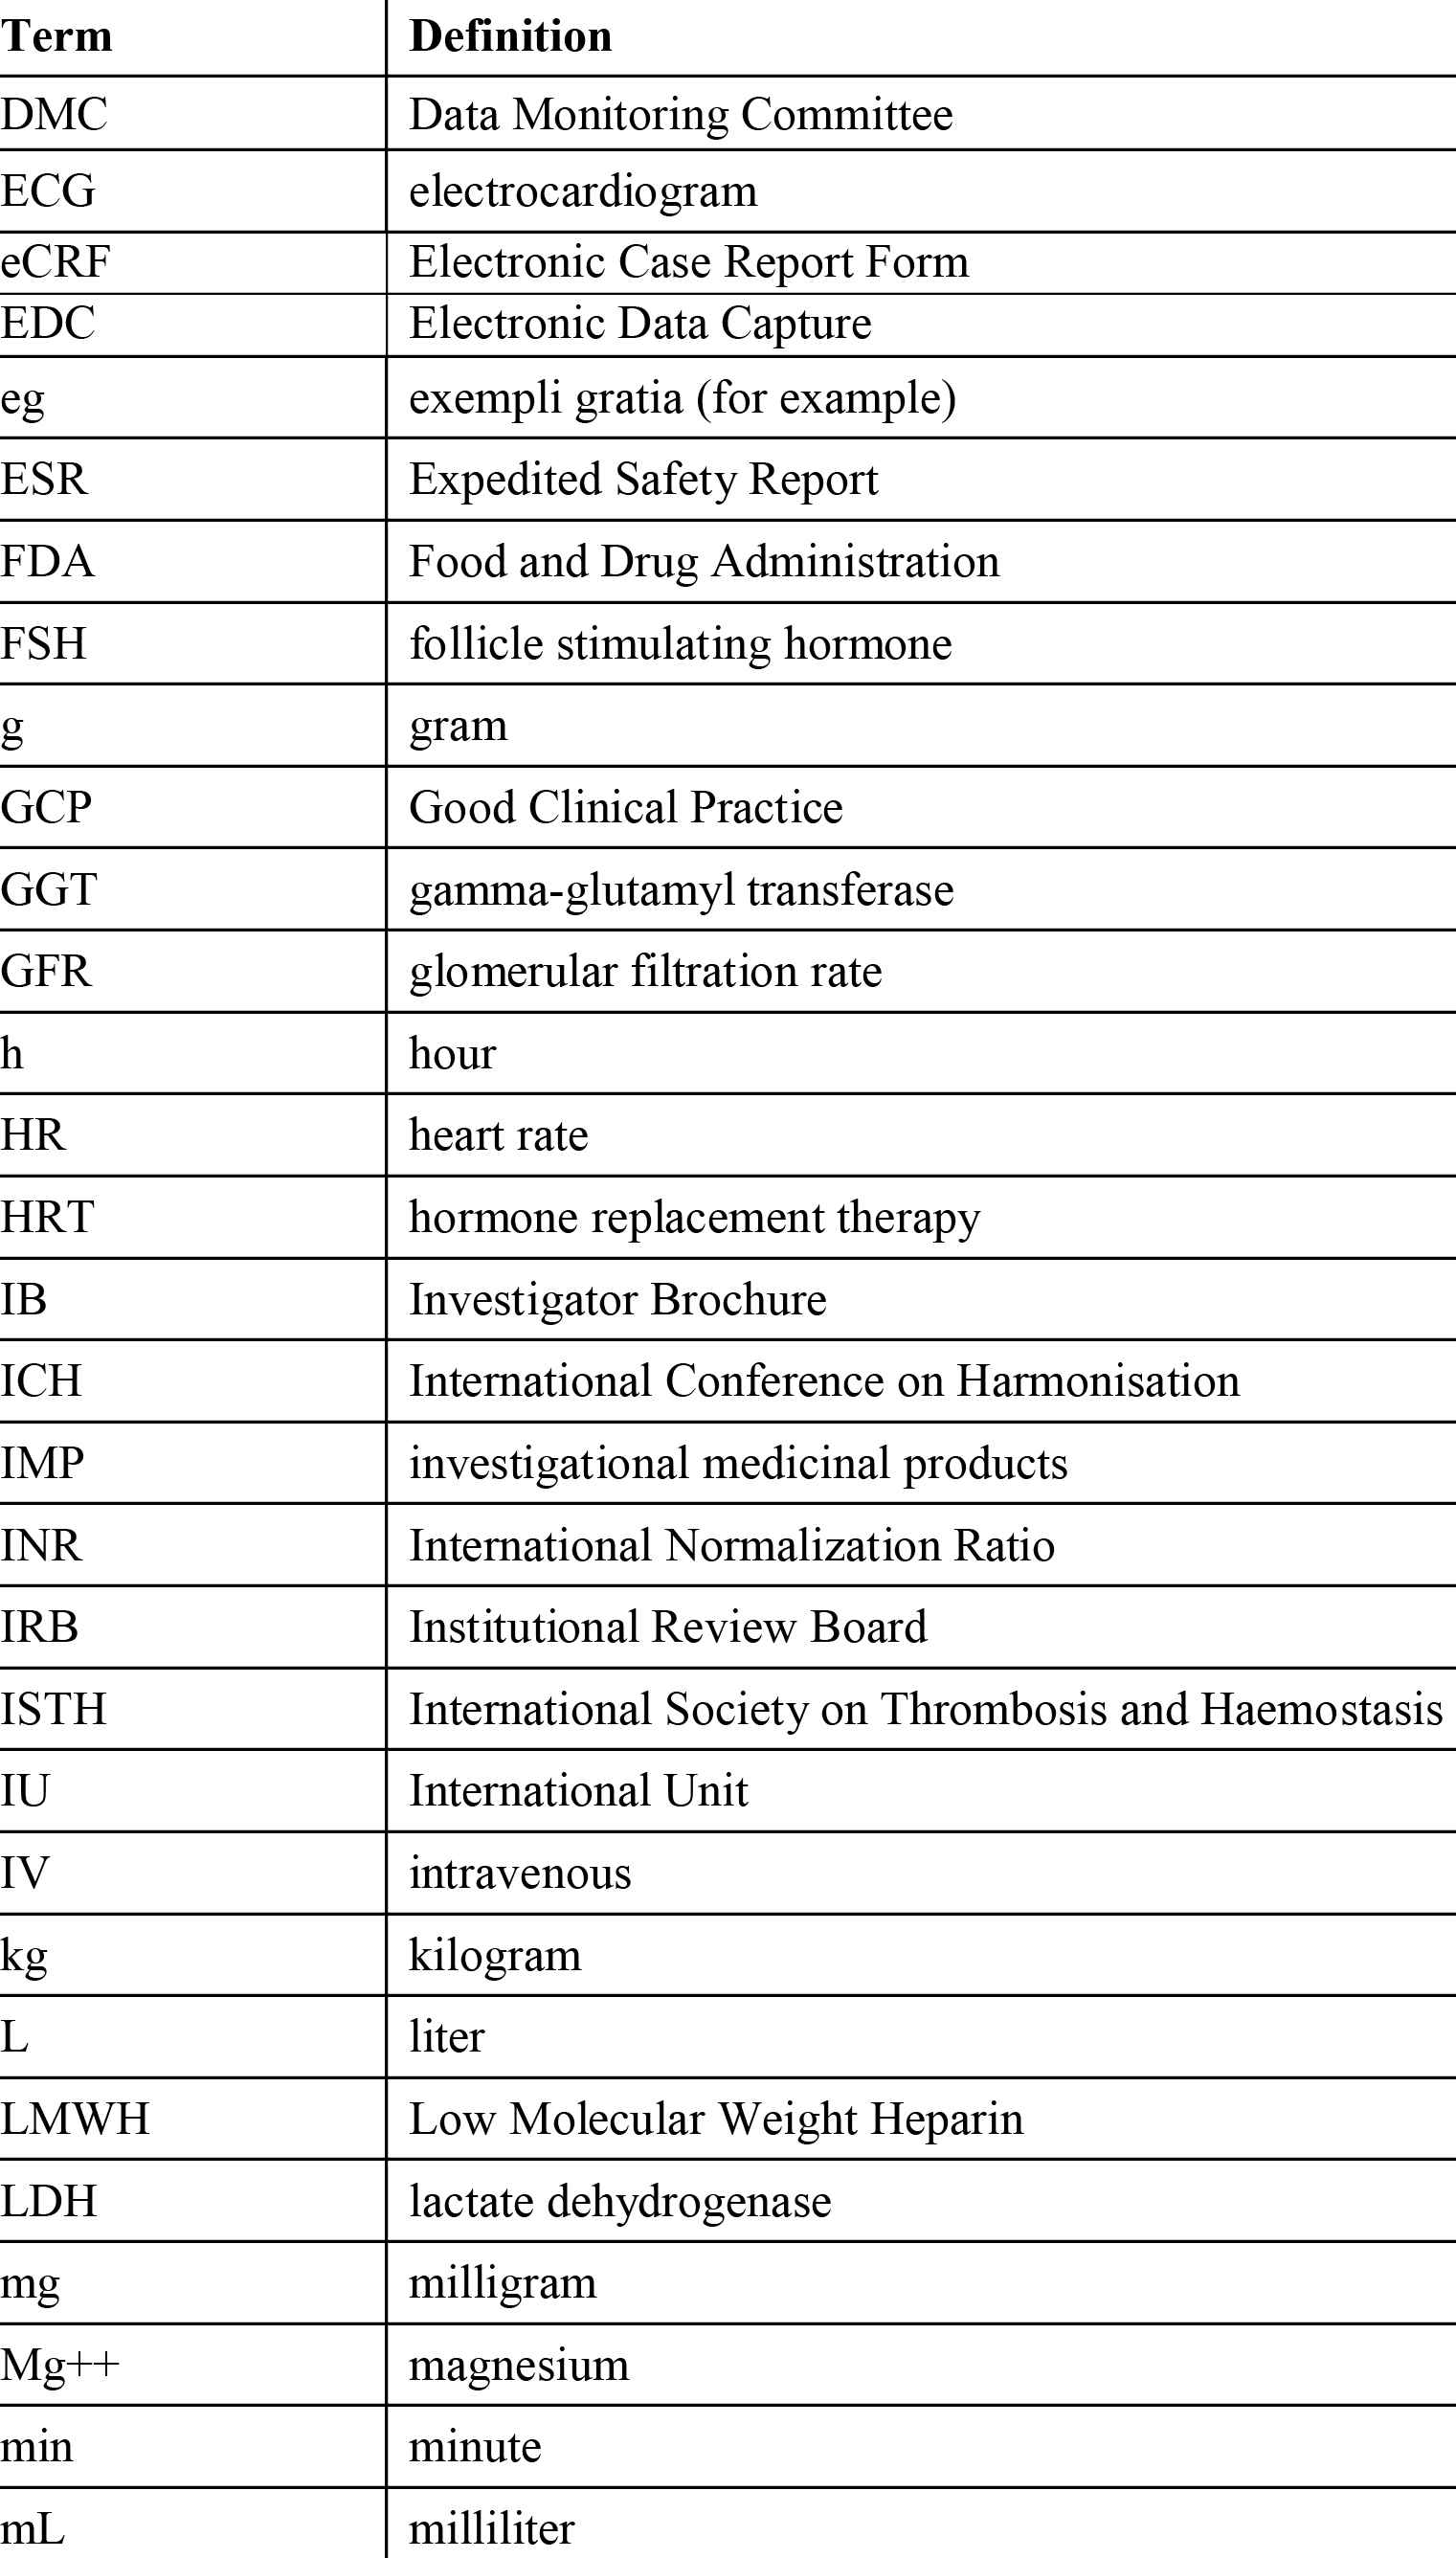 Term Definition
DMC Data Monitoring Committee
ECG electrocardiogram
eCRF Electronic Case Report Form
EDC Electronic Data Capture
eg exempli gratia (for example)
ESR Expedited Safety Report
FDA Food and Drug Administration
FSH follicle stimulating hormone
g gram
GCP Good Clinical Practice
GGT gamma-glutamyl transferase
GFR glomerular filtration rate
h hour
HR heart rate
HRT hormone replacement therapy
IB Investigator Brochure
ICH International Conference on Harmonisation
IMP investigational medicinal products
INR International Normalization Ratio
IRB Institutional Review Board
ISTH International Society on Thrombosis and Haemostasis
IU International Unit
IV intravenous
kg kilogram
L liter
LMWH Low Molecular Weight Heparin
LDH lactate dehydrogenase
mg milligram
Mg++ magnesium
min minute
mL milliliter